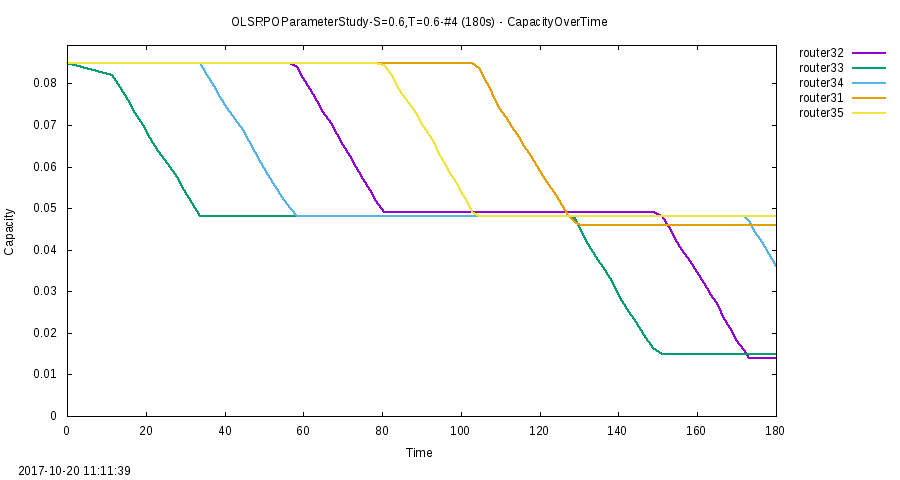 OLSRPOParameterStudy-S=0.6,T=0.6-#4 (180s) - CapacityOverTime
router32
router33
router34
router31
router35
0.08
0.07
0.06
0.05
0.04
0.03
0.02
0.01
0
Capacity
0 20 40 60 80 100 120 140 160 180
Time
2017-10-20 11:11:39